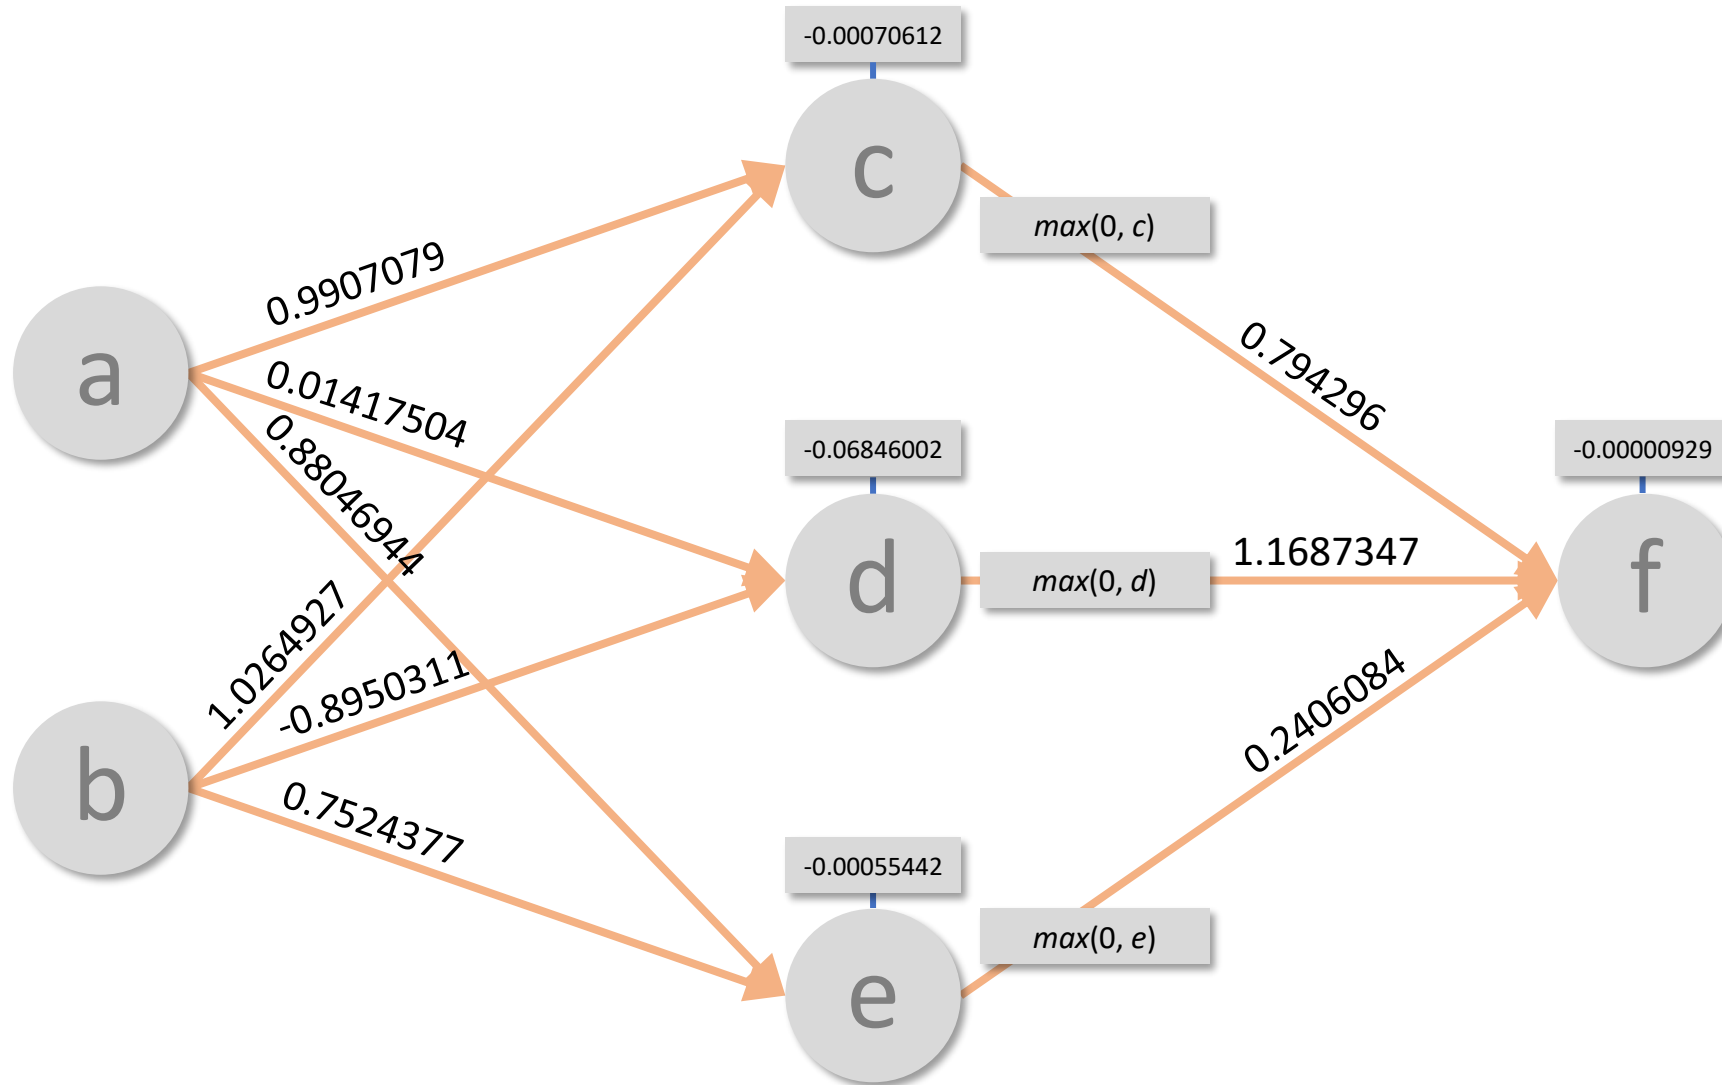 -0.00070612
c
max(0, c)
0.9907079
a
0.01417504
0.88046944
0.794296
-0.06846002
-0.00000929
d
max(0, d)
1.1687347
f
1.0264927
-0.8950311
b
0.7524377
0.2406084
-0.00055442
e
max(0, e)